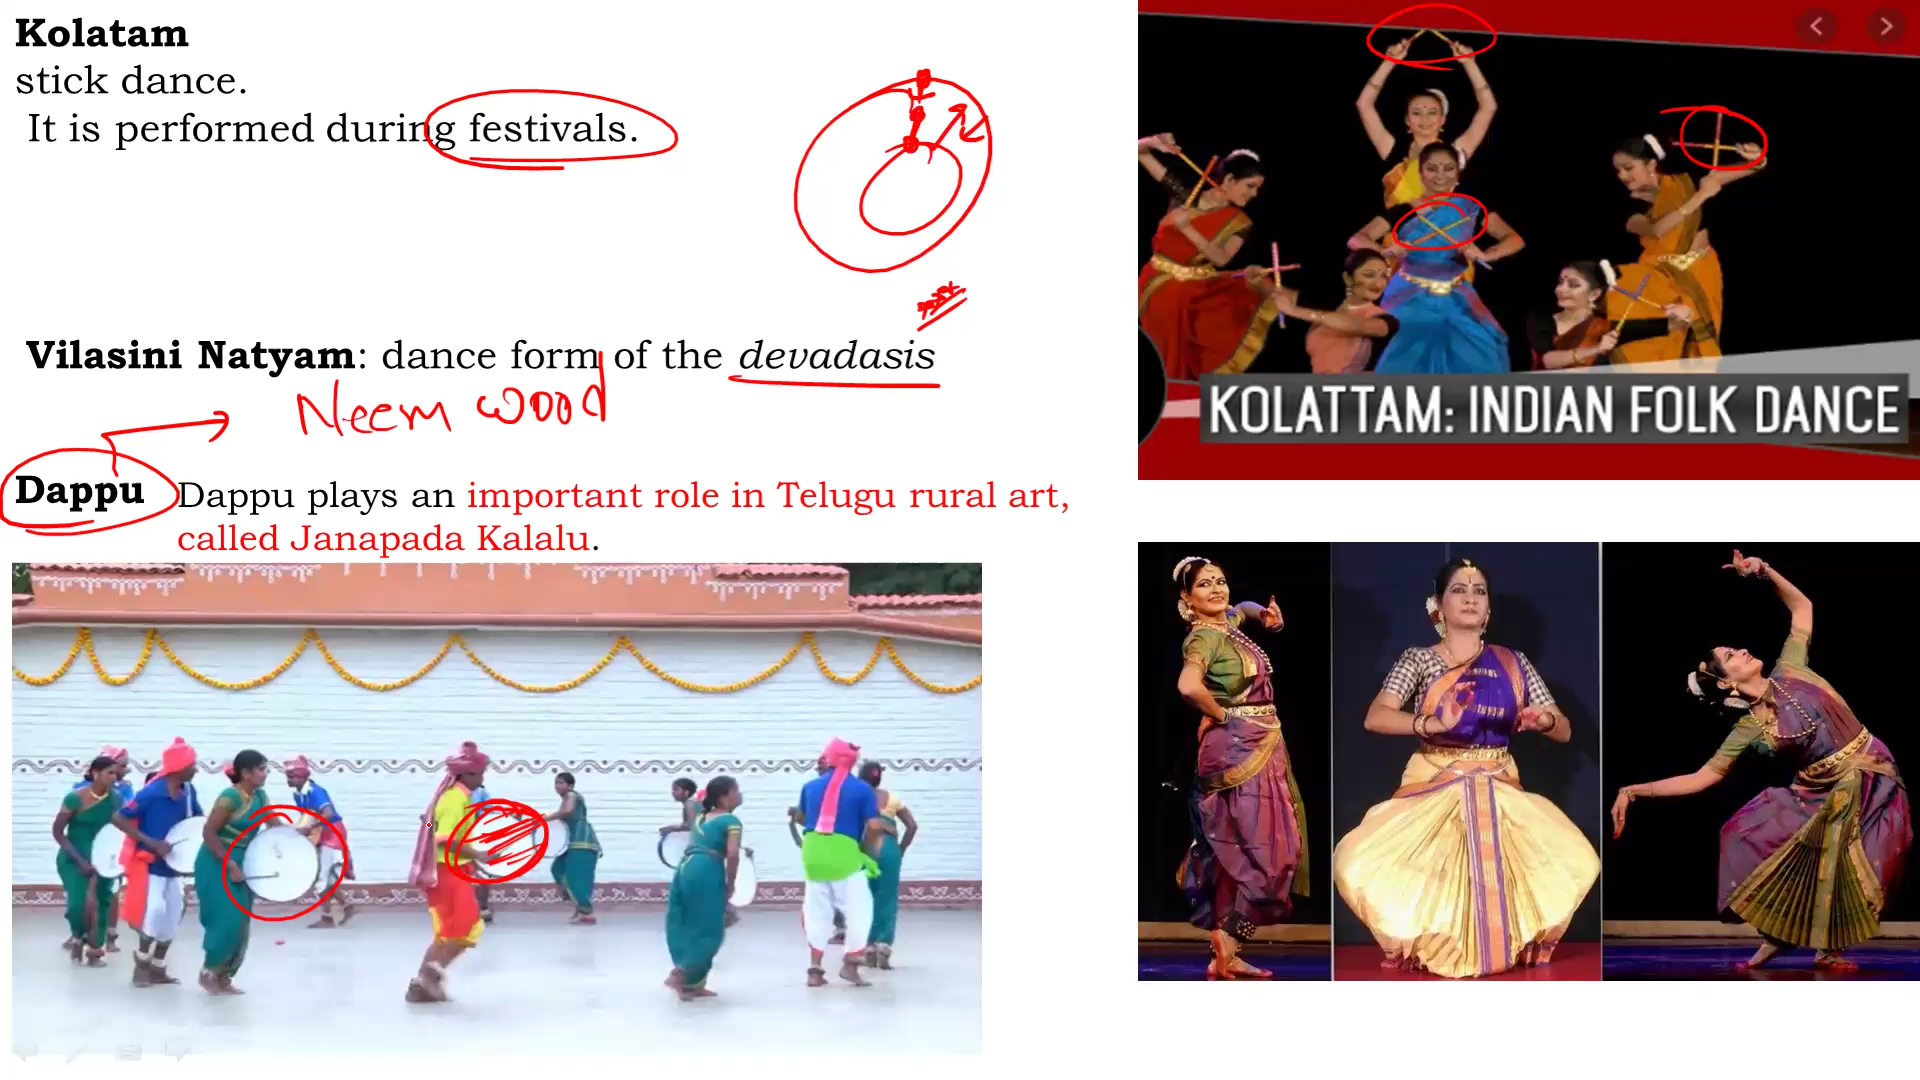 Kolatam
stick dance.
It is performed during festivals.
Vilasini Natyam: dance form of the devadasis
Neem wood
Dappu
Dappu plays an important role in Telugu rural art,
called Janapada Kalalu.
KOLATTAM: INDIAN FOLK DANCE